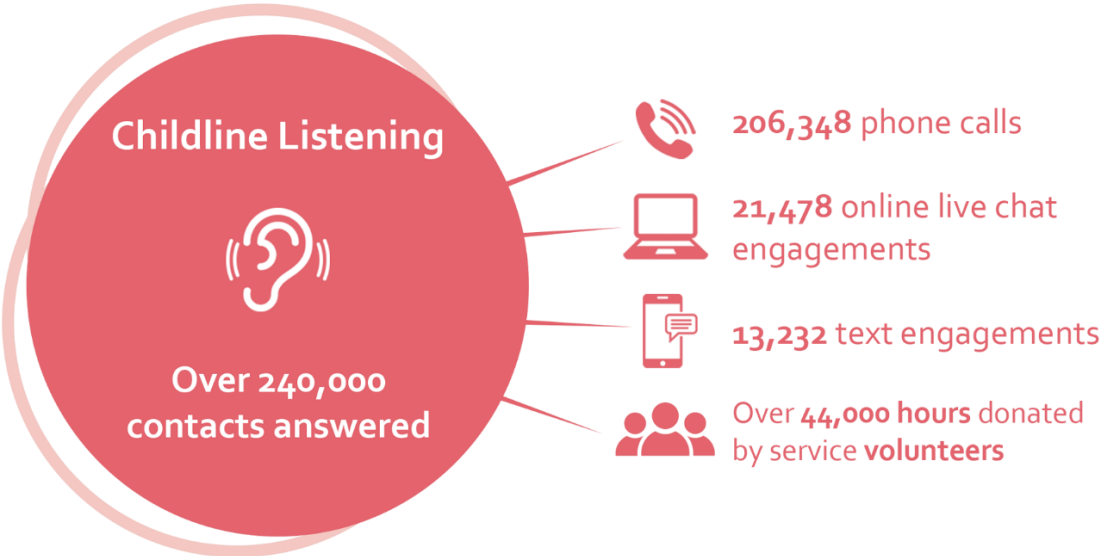 Childline Listening
Over 240,000
contacts answered
206,348 phone calls
21,478 online live chat
engagements
13,232 text engagements
Over 44,000 hours donated
by service volunteers